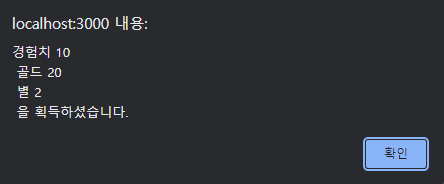 localhost:3000 내용:
경험치 10
골드 20
별 2
을 획득하셨습니다.
확인